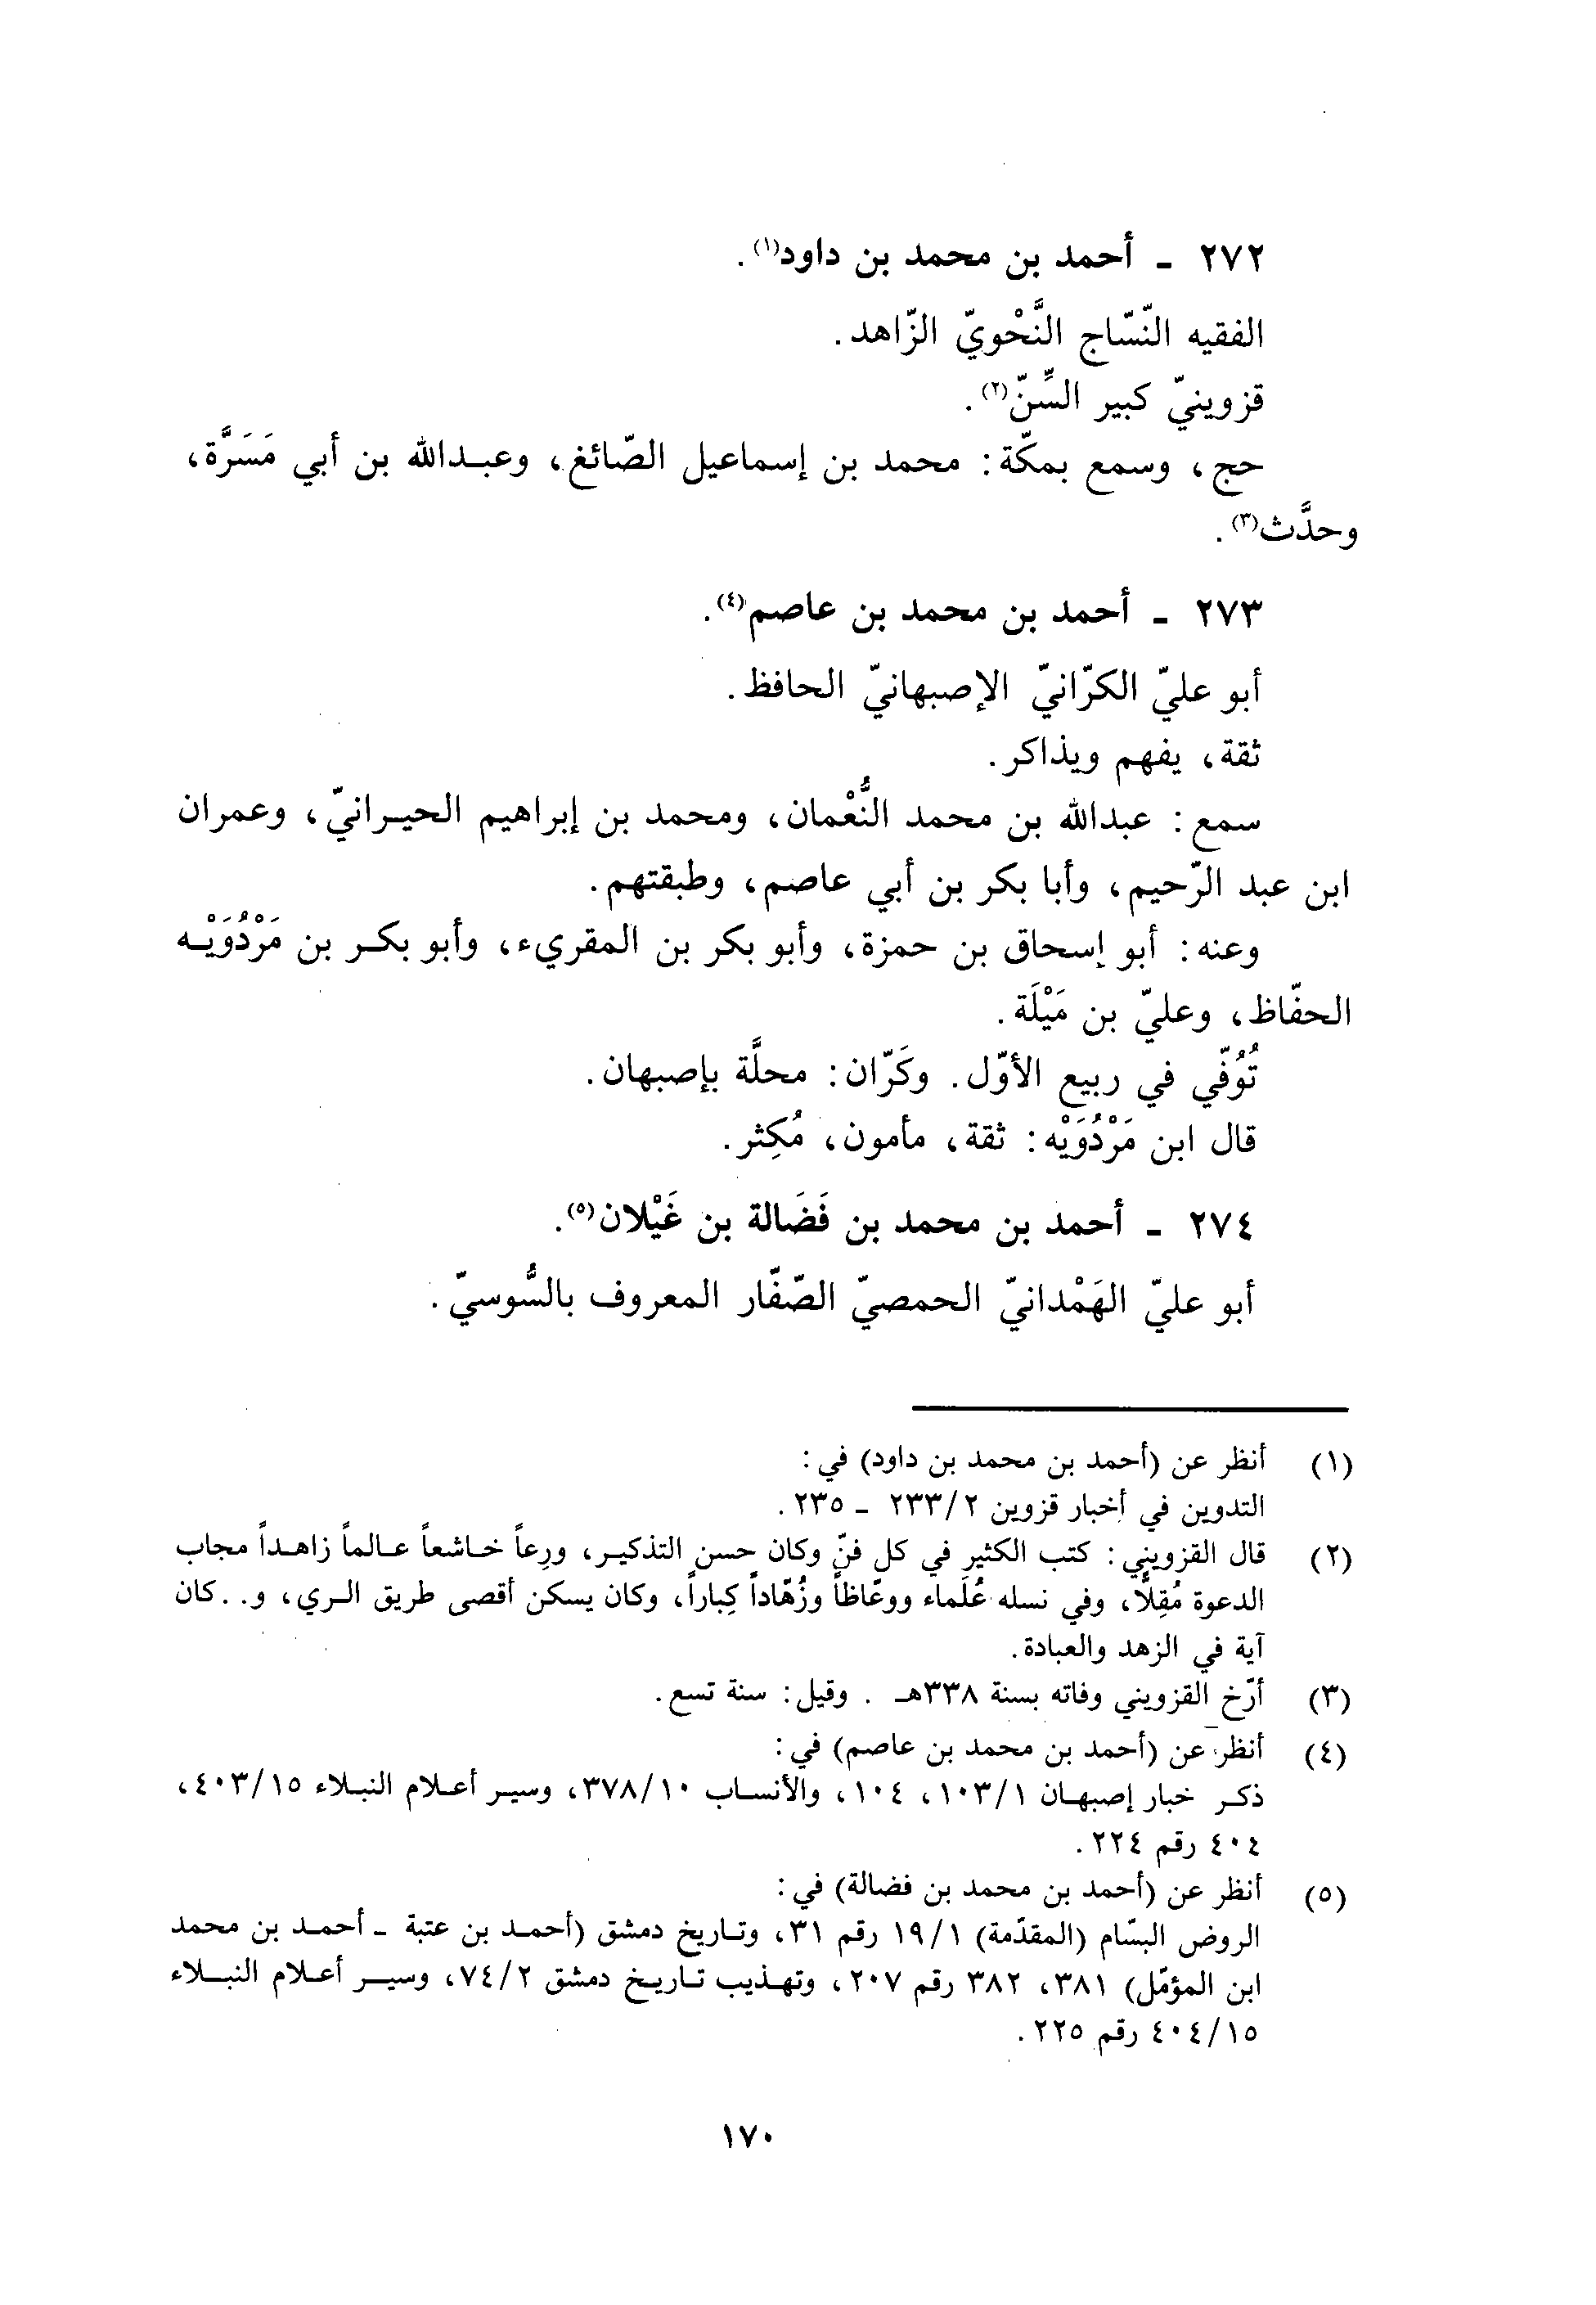 ٢٧٢ ـ أحمد بن محمد بن داود(١).
الفقيه النّسّاج النَّحْويّ الزّاهد.
قزوينيّ كبير السِّنّ(٢).
حج، وسمع بمكّة: محمد بن إسماعيل الصّائغ، وعبدالله بن أبي مَسَرَّة،
وحدَّث(٣).
٢٧٣ ـ أحمد بن محمد بن عاصم(٤).
أبو عليّ الكرّانيّ الإصبهانيّ الحافظ.
ثقة، يفهم ويذاكر.
سمع: عبدالله بن محمد النُّعْمان، ومحمد بن إبراهيم الحيرانيّ، وعمران
ابن عبد الرّحيم، وأبا بكر بن أبي عاصم، وطبقتهم.
وعنه: أبو إسحاق بن حمزة، وأبو بكر بن المقريء، وأبو بكر بن مَرْدُوَيْه
الحفّاظ، وعليّ بن مَيْلَة.
تُوُفّي في ربيع الأوّل. وكَرّان: محلَّة بإصبهان.
قال ابن مَرْدُوَيْه: ثقة، مأمون، مُكِثر.
٢٧٤ ـ أحمد بن محمد بن فَضَالة بن غَيْلان(٥).
أبو عليّ الهَمْدانيّ الحمصيّ الصّفّار المعروف بالسُّوسيّ.
(١) أنظر عن (أحمد بن محمد بن داود) في:
التدوين في أخبار قزوين ٢/ ٢٣٣ ـ ٢٣٥.
(٢) قال القزويني: كتب الكثير في كل فنّ وكان حسن التذكير، ورِعاً خاشعاً عالماً زاهداً مجاب
الدعوة مُقِلاًّ، وفي نسله عُلَماء ووعّاظاً وزُهّاداً كِباراً، وكان يسكن أقصى طريق الري، و. . كان
آية في الزهد والعبادة.
(٣) أرّخ القزويني وفاته بسنة ٣٣٨هـ . وقيل: سنة تسع.
(٤) أنظر عن (أحمد بن محمد بن عاصم) في:
ذكر خبار إصبهان ١/ ١٠٣، ١٠٤، والأنساب ١٠/ ٣٧٨، وسير أعلام النبلاء ١٥/ ٤٠٣،
٤٠٤ رقم ٢٢٤.
(٥) أنظر عن (أحمد بن محمد بن فضالة) في:
الروض البسّام (المقدّمة) ١/ ١٩ رقم ٣١، وتاريخ دمشق (أحمد بن عتبة ـ أحمد بن محمد
ابن المؤمّل) ٣٨١، ٣٨٢ رقم ٢٠٧، وتهذيب تاريخ دمشق ٢/ ٧٤، وسير أعلام النبلاء
١٥/ ٤٠٤ رقم ٢٢٥.
١٧٠